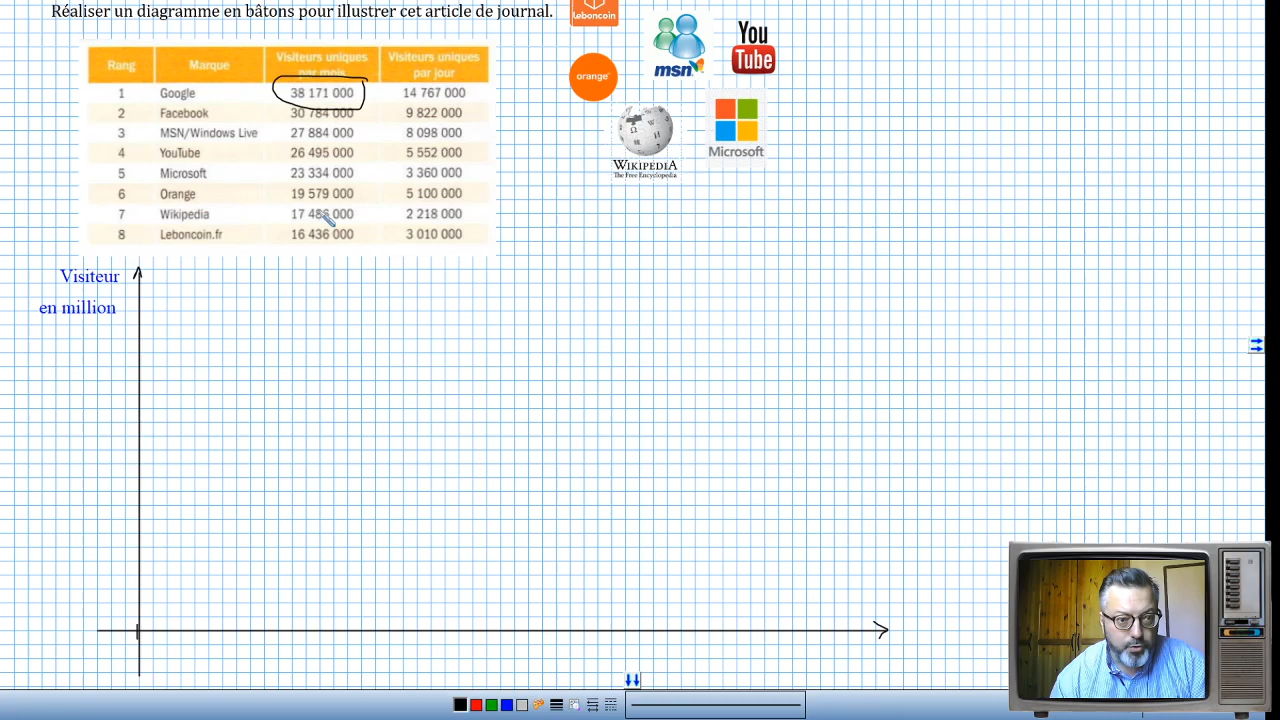 Réaliser un diagramme en bâtons pour illustrer cet article de journal.
leboncoin
msn
You
Tube
orange
WIKIPEDIA
The Free Encyclopedia
Microsoft
Rang Marque Visiteurs uniques par mois Visiteurs uniques par jour
1 Google 38 171 000 14 767 000
2 Facebook 30 784 000 9 822 000
3 MSN/Windows Live 27 884 000 8 098 000
4 YouTube 26 495 000 5 552 000
5 Microsoft 23 334 000 3 360 000
6 Orange 19 579 000 5 100 000
7 Wikipedia 17 000 2 218 000
8 Leboncoin.fr 16 436 000 3 010 000
Visiteur
en million